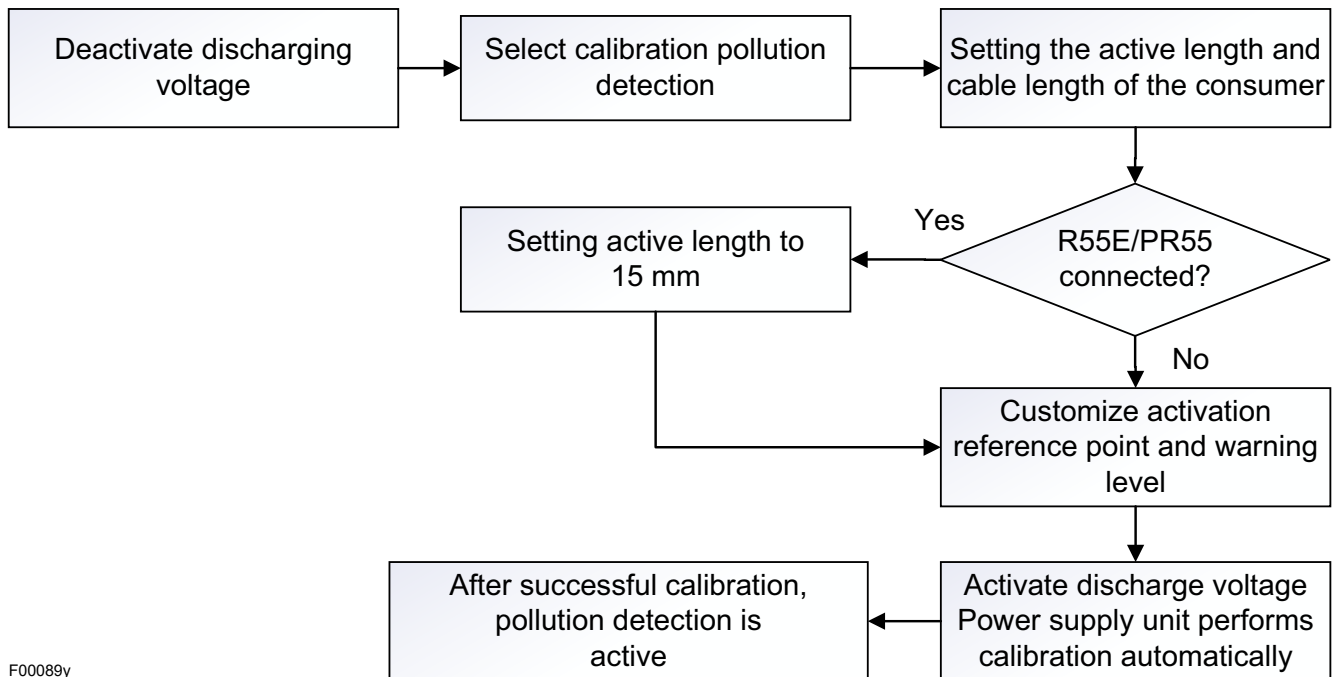 Deactivate discharging
voltage
Select calibration pollution
detection
Setting the active length and
cable length of the consumer
R55E/PR55
connected?
Yes
Setting active length to
15 mm
No
Customize activation
reference point and warning
level
Activate discharge voltage
Power supply unit performs
calibration automatically
After successful calibration,
pollution detection is
active
F00089y